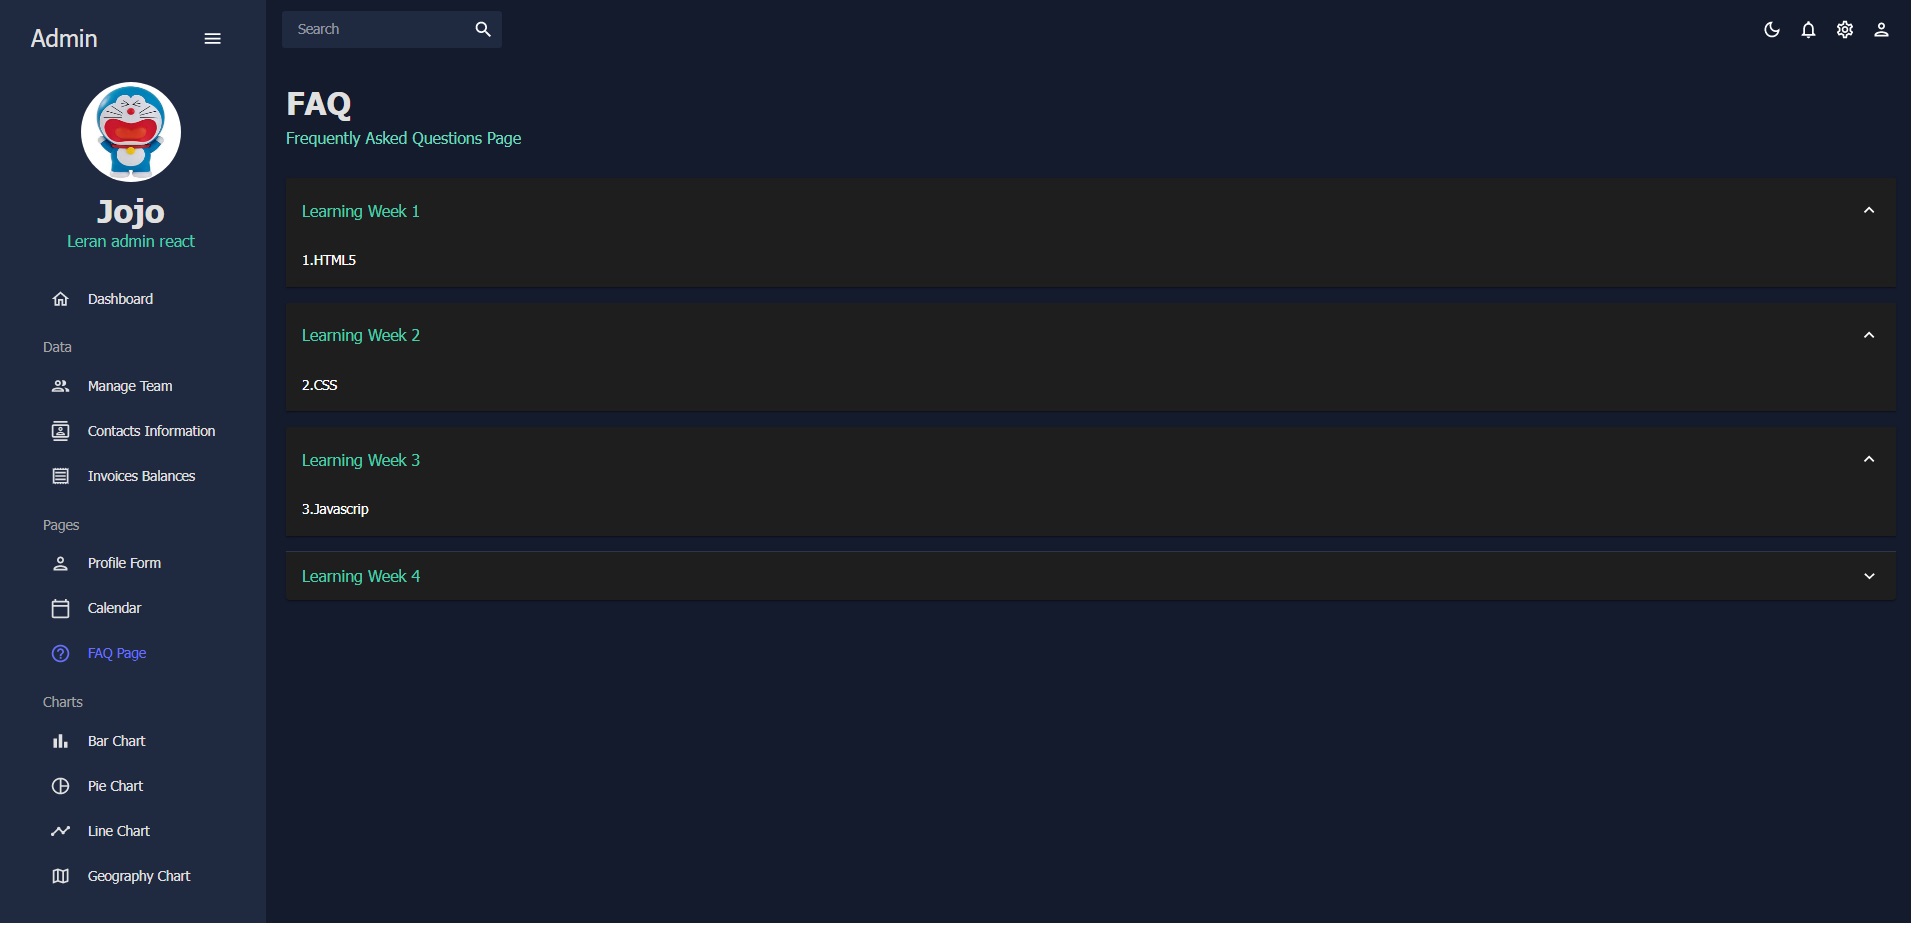 Admin
Jojo
Leran admin react
Dashboard
Data
Manage Team
Contacts Information
Invoices Balances
Pages
Profile Form
Calendar
FAQ Page
Charts
Bar Chart
Pie Chart
Line Chart
Geography Chart
Search
FAQ
Frequently Asked Questions Page
Learning Week 1
1.HTML5
Learning Week 2
2.CSS
Learning Week 3
3.Javascrip
Learning Week 4